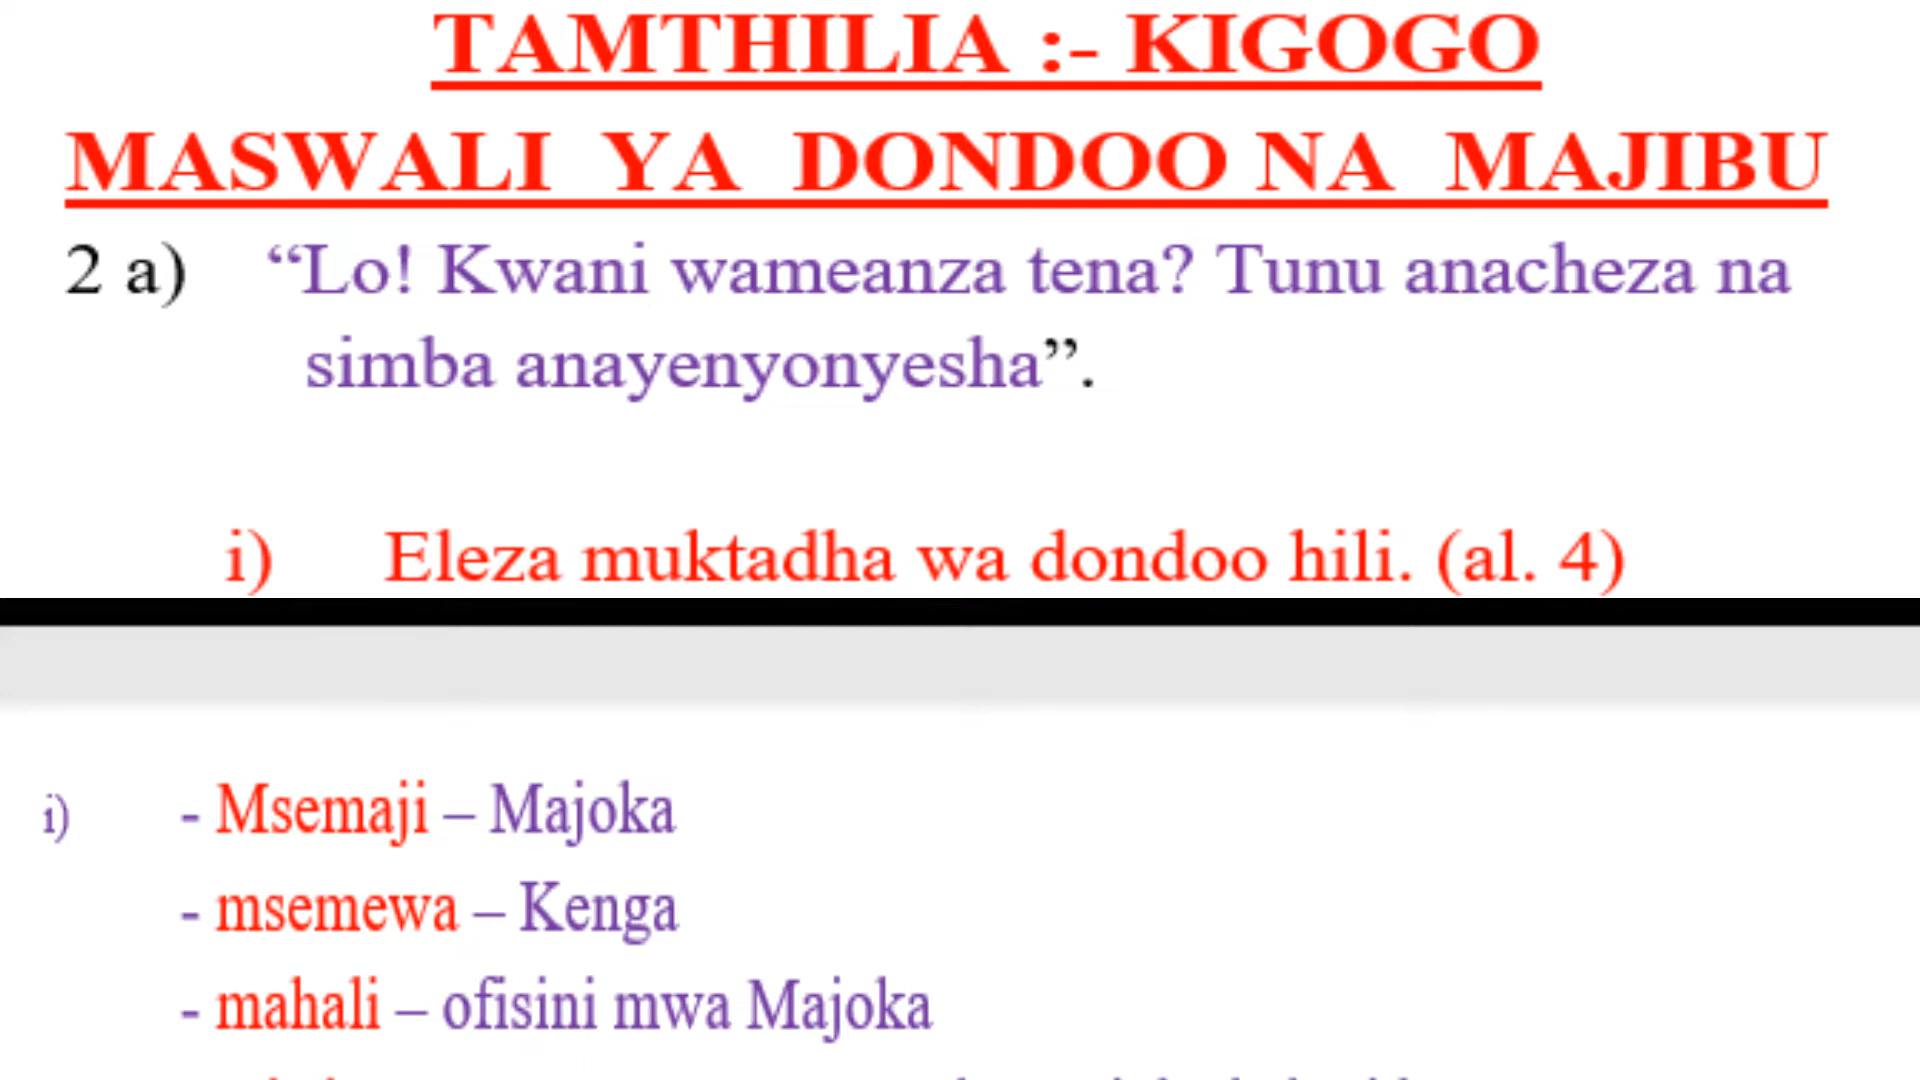 TAMTHILIA :- KIGOGO
MASWALI YA DONDOO NA MAJIBU
2 a) “Lo! Kwani wameanza tena? Tunu anacheza na
simba anayenyonyesha”.
i) Eleza muktadha wa dondoo hili. (al. 4)
i) - Msemaji – Majoka
- msemewa – Kenga
- mahali – ofisini mwa Majoka